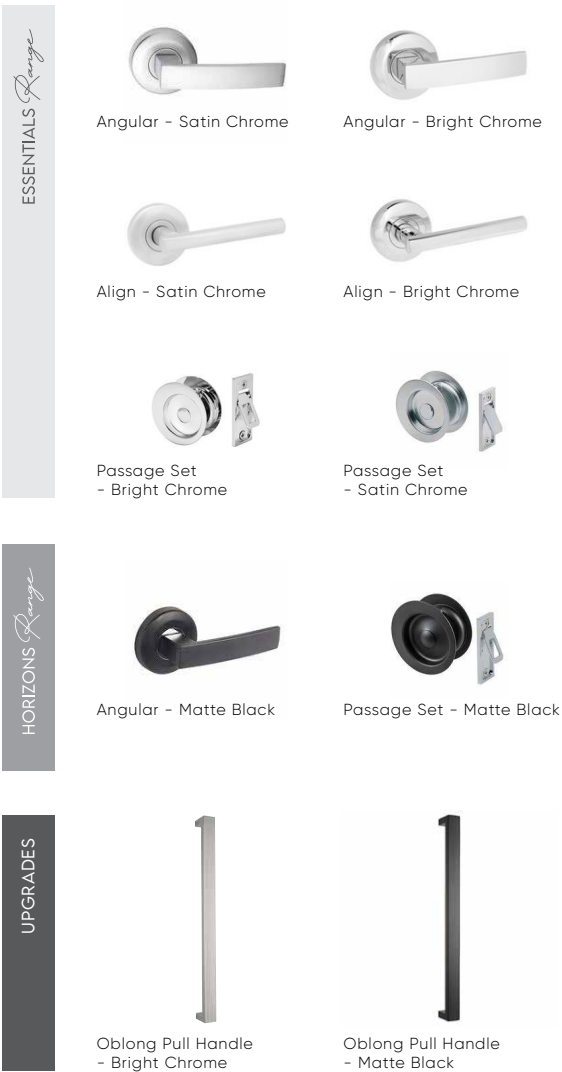 ESSENTIALS Range
Angular - Satin Chrome
Angular - Bright Chrome
Align - Satin Chrome
Align - Bright Chrome
Passage Set
- Bright Chrome
Passage Set
- Satin Chrome
HORIZONS Range
Angular - Matte Black
Passage Set - Matte Black
UPGRADES
Oblong Pull Handle
- Bright Chrome
Oblong Pull Handle
- Matte Black